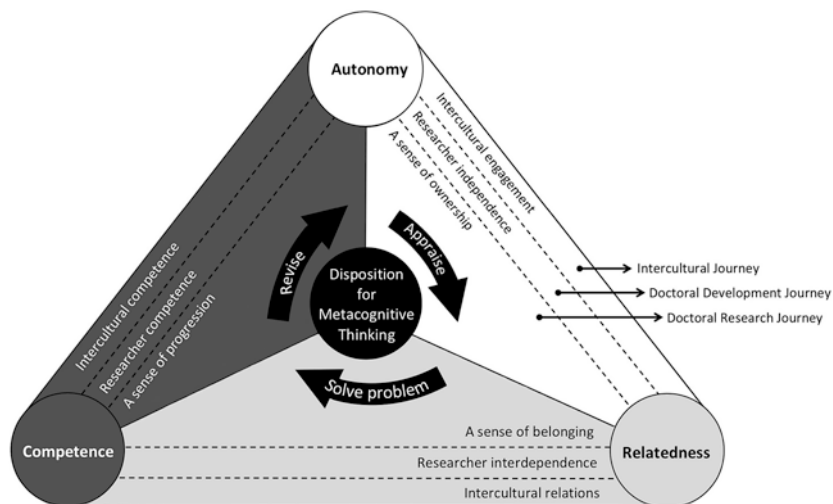 Autonomy
Intercultural engagement
Researcher independence
A sense of ownership
Intercultural competence
Researcher competence
A sense of progression
Revise
Appraise
Solve problem
Disposition
for
Metacognitive
Thinking
Intercultural Journey
Doctoral Development Journey
Doctoral Research Journey
Competence
A sense of belonging
Researcher interdependence
Intercultural relations
Relatedness